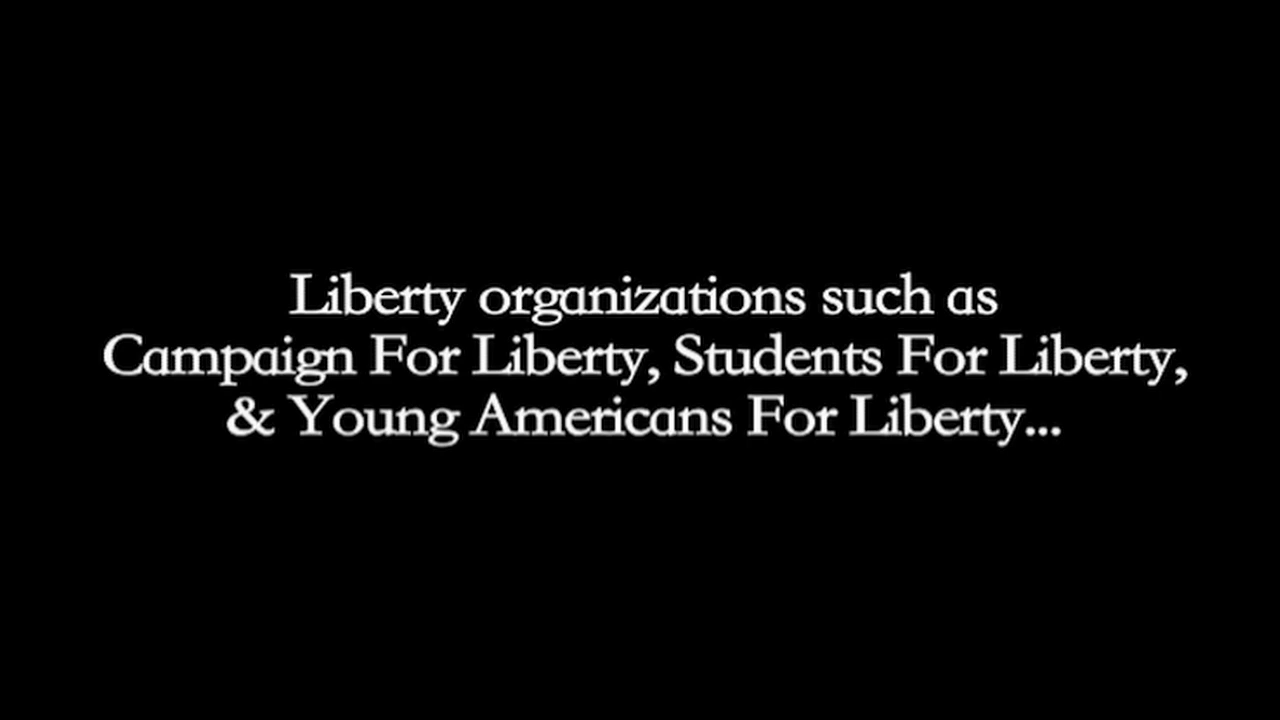 Liberty organizations such as
Campaign For Liberty, Students For Liberty,
& Young Americans For Liberty...